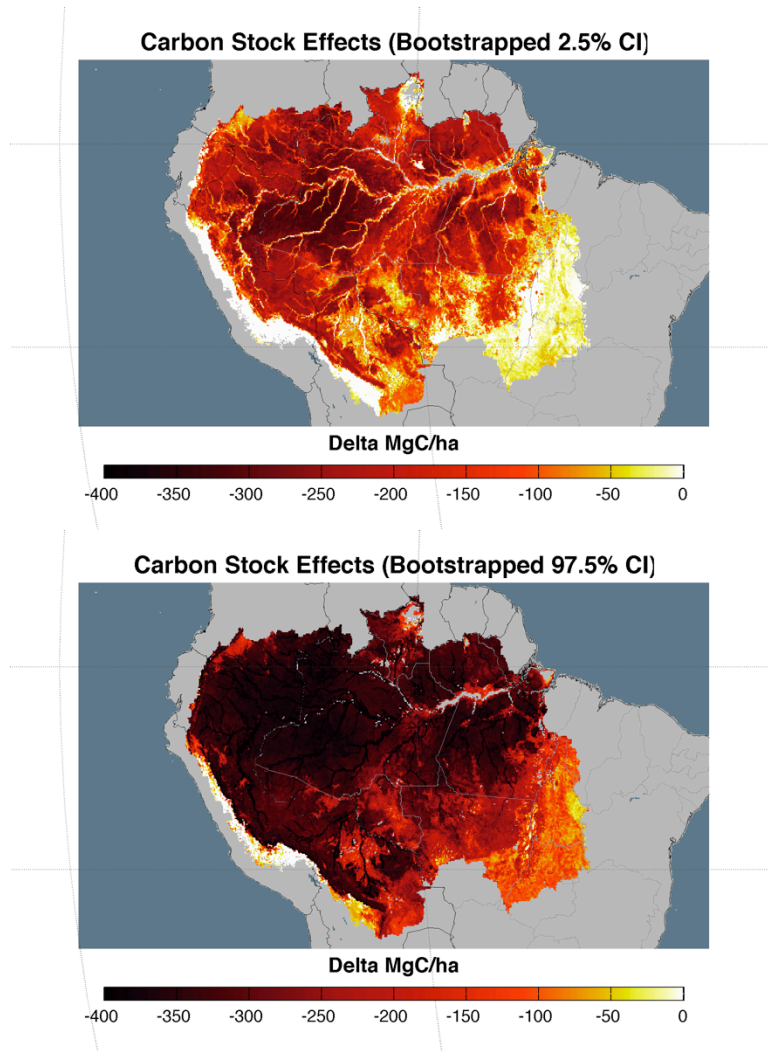 Carbon Stock Effects (Bootstrapped 2.5% CI)
Delta MgC/ha
-400 -350 -300 -250 -200 -150 -100 -50 0
Carbon Stock Effects (Bootstrapped 97.5% CI)
Delta MgC/ha
-400 -350 -300 -250 -200 -150 -100 -50 0